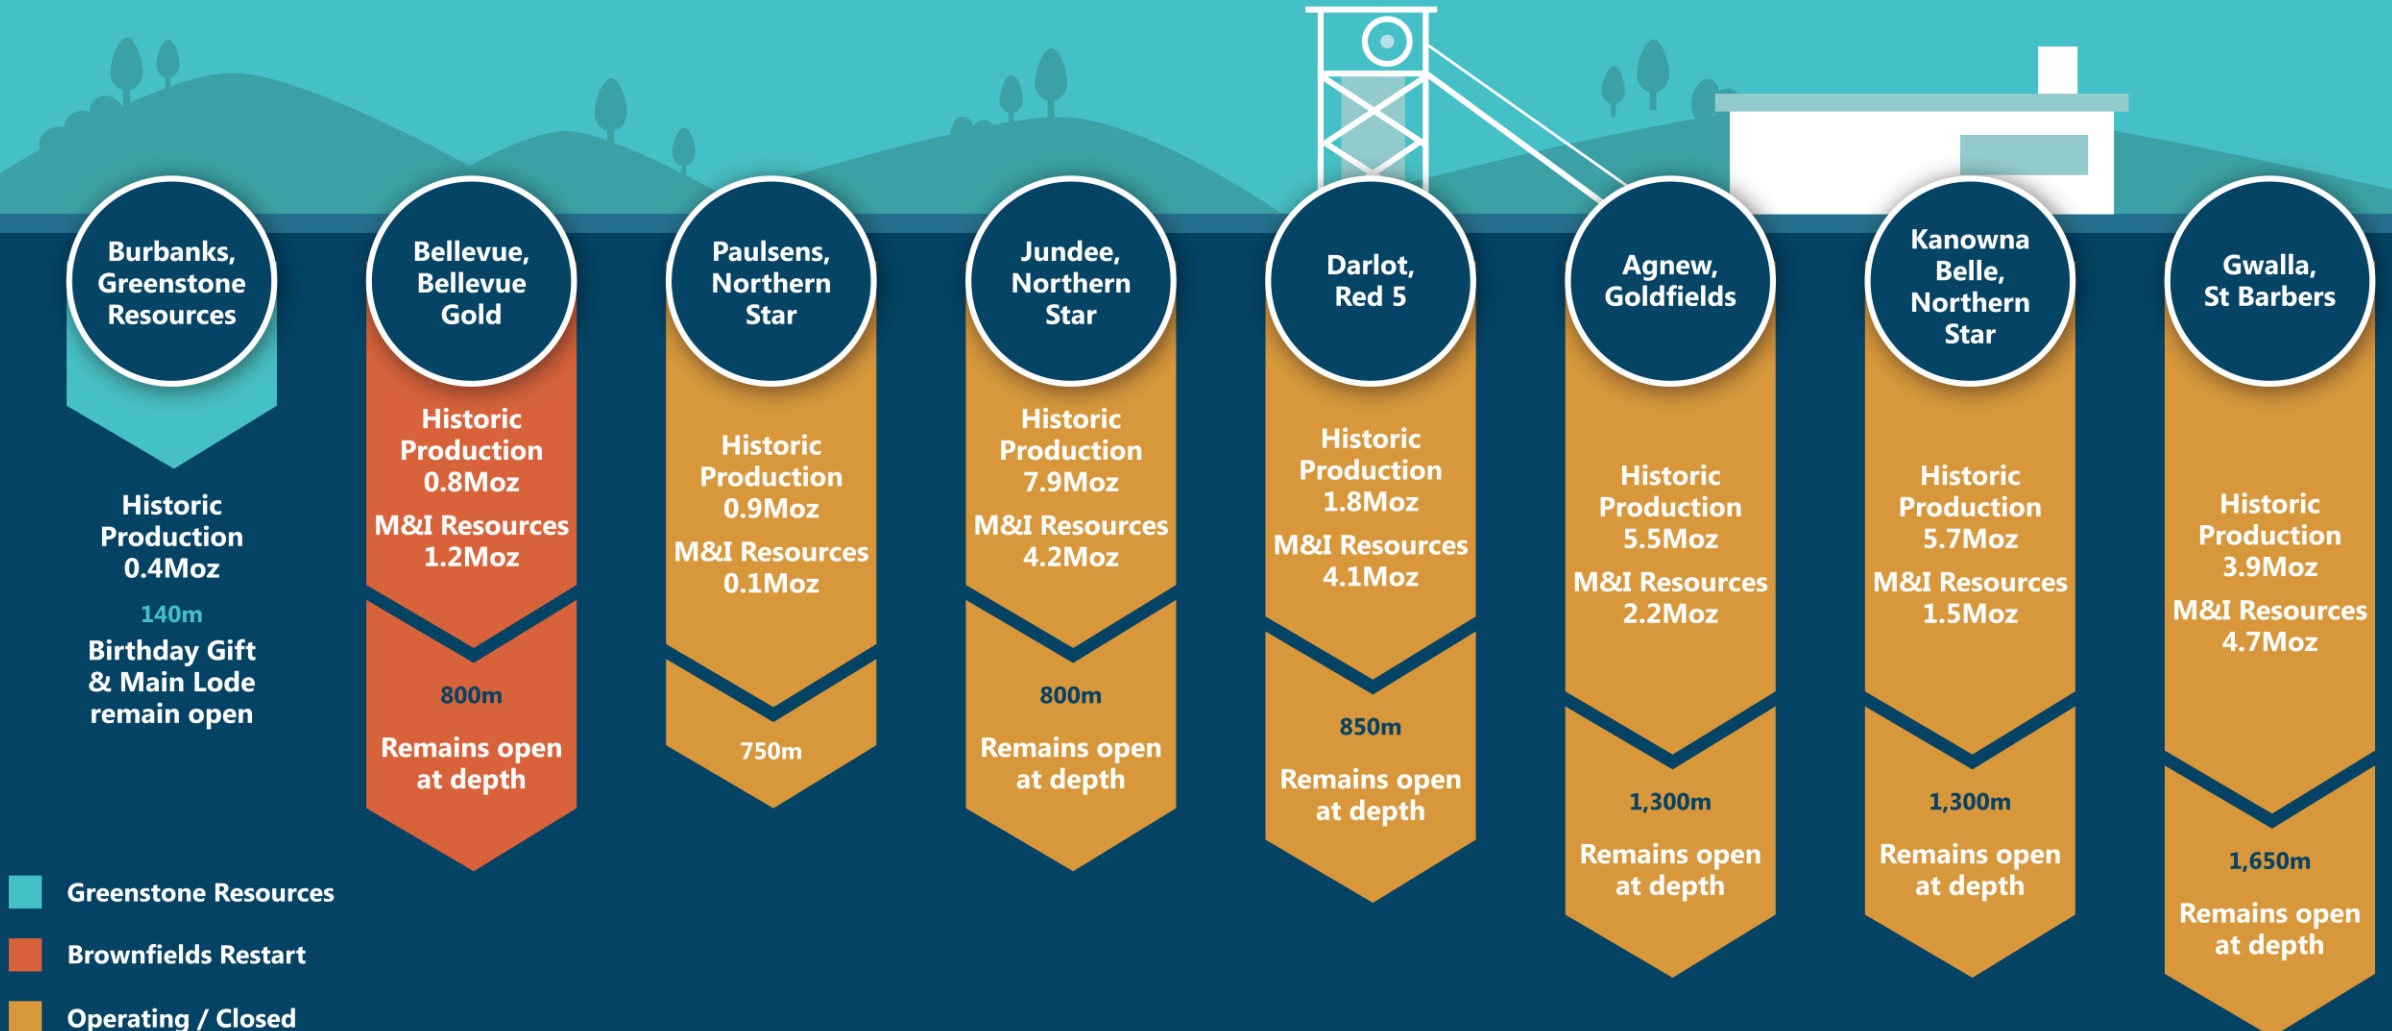 Burbanks,
Greenstone
Resources
Historic
Production
0.4Moz
140m
Birthday Gift
& Main Lode
remain open
Bellevue,
Bellevue
Gold
Historic
Production
0.8Moz
M&I Resources
1.2Moz
800m
Remains open
at depth
Paulsens,
Northern
Star
Historic
Production
0.9Moz
M&I Resources
0.1Moz
750m
Jundee,
Northern
Star
Historic
Production
7.9Moz
M&I Resources
4.2Moz
800m
Remains open
at depth
Darlot,
Red 5
Historic
Production
1.8Moz
M&I Resources
4.1Moz
850m
Remains open
at depth
Agnew,
Goldfields
Historic
Production
5.5Moz
M&I Resources
2.2Moz
1,300m
Remains open
at depth
Kanowna
Belle,
Northern
Star
Historic
Production
5.7Moz
M&I Resources
1.5Moz
1,300m
Remains open
at depth
Gwalla,
St Barbers
Historic
Production
3.9Moz
M&I Resources
4.7Moz
1,650m
Remains open
at depth
Greenstone Resources
Brownfields Restart
Operating / Closed